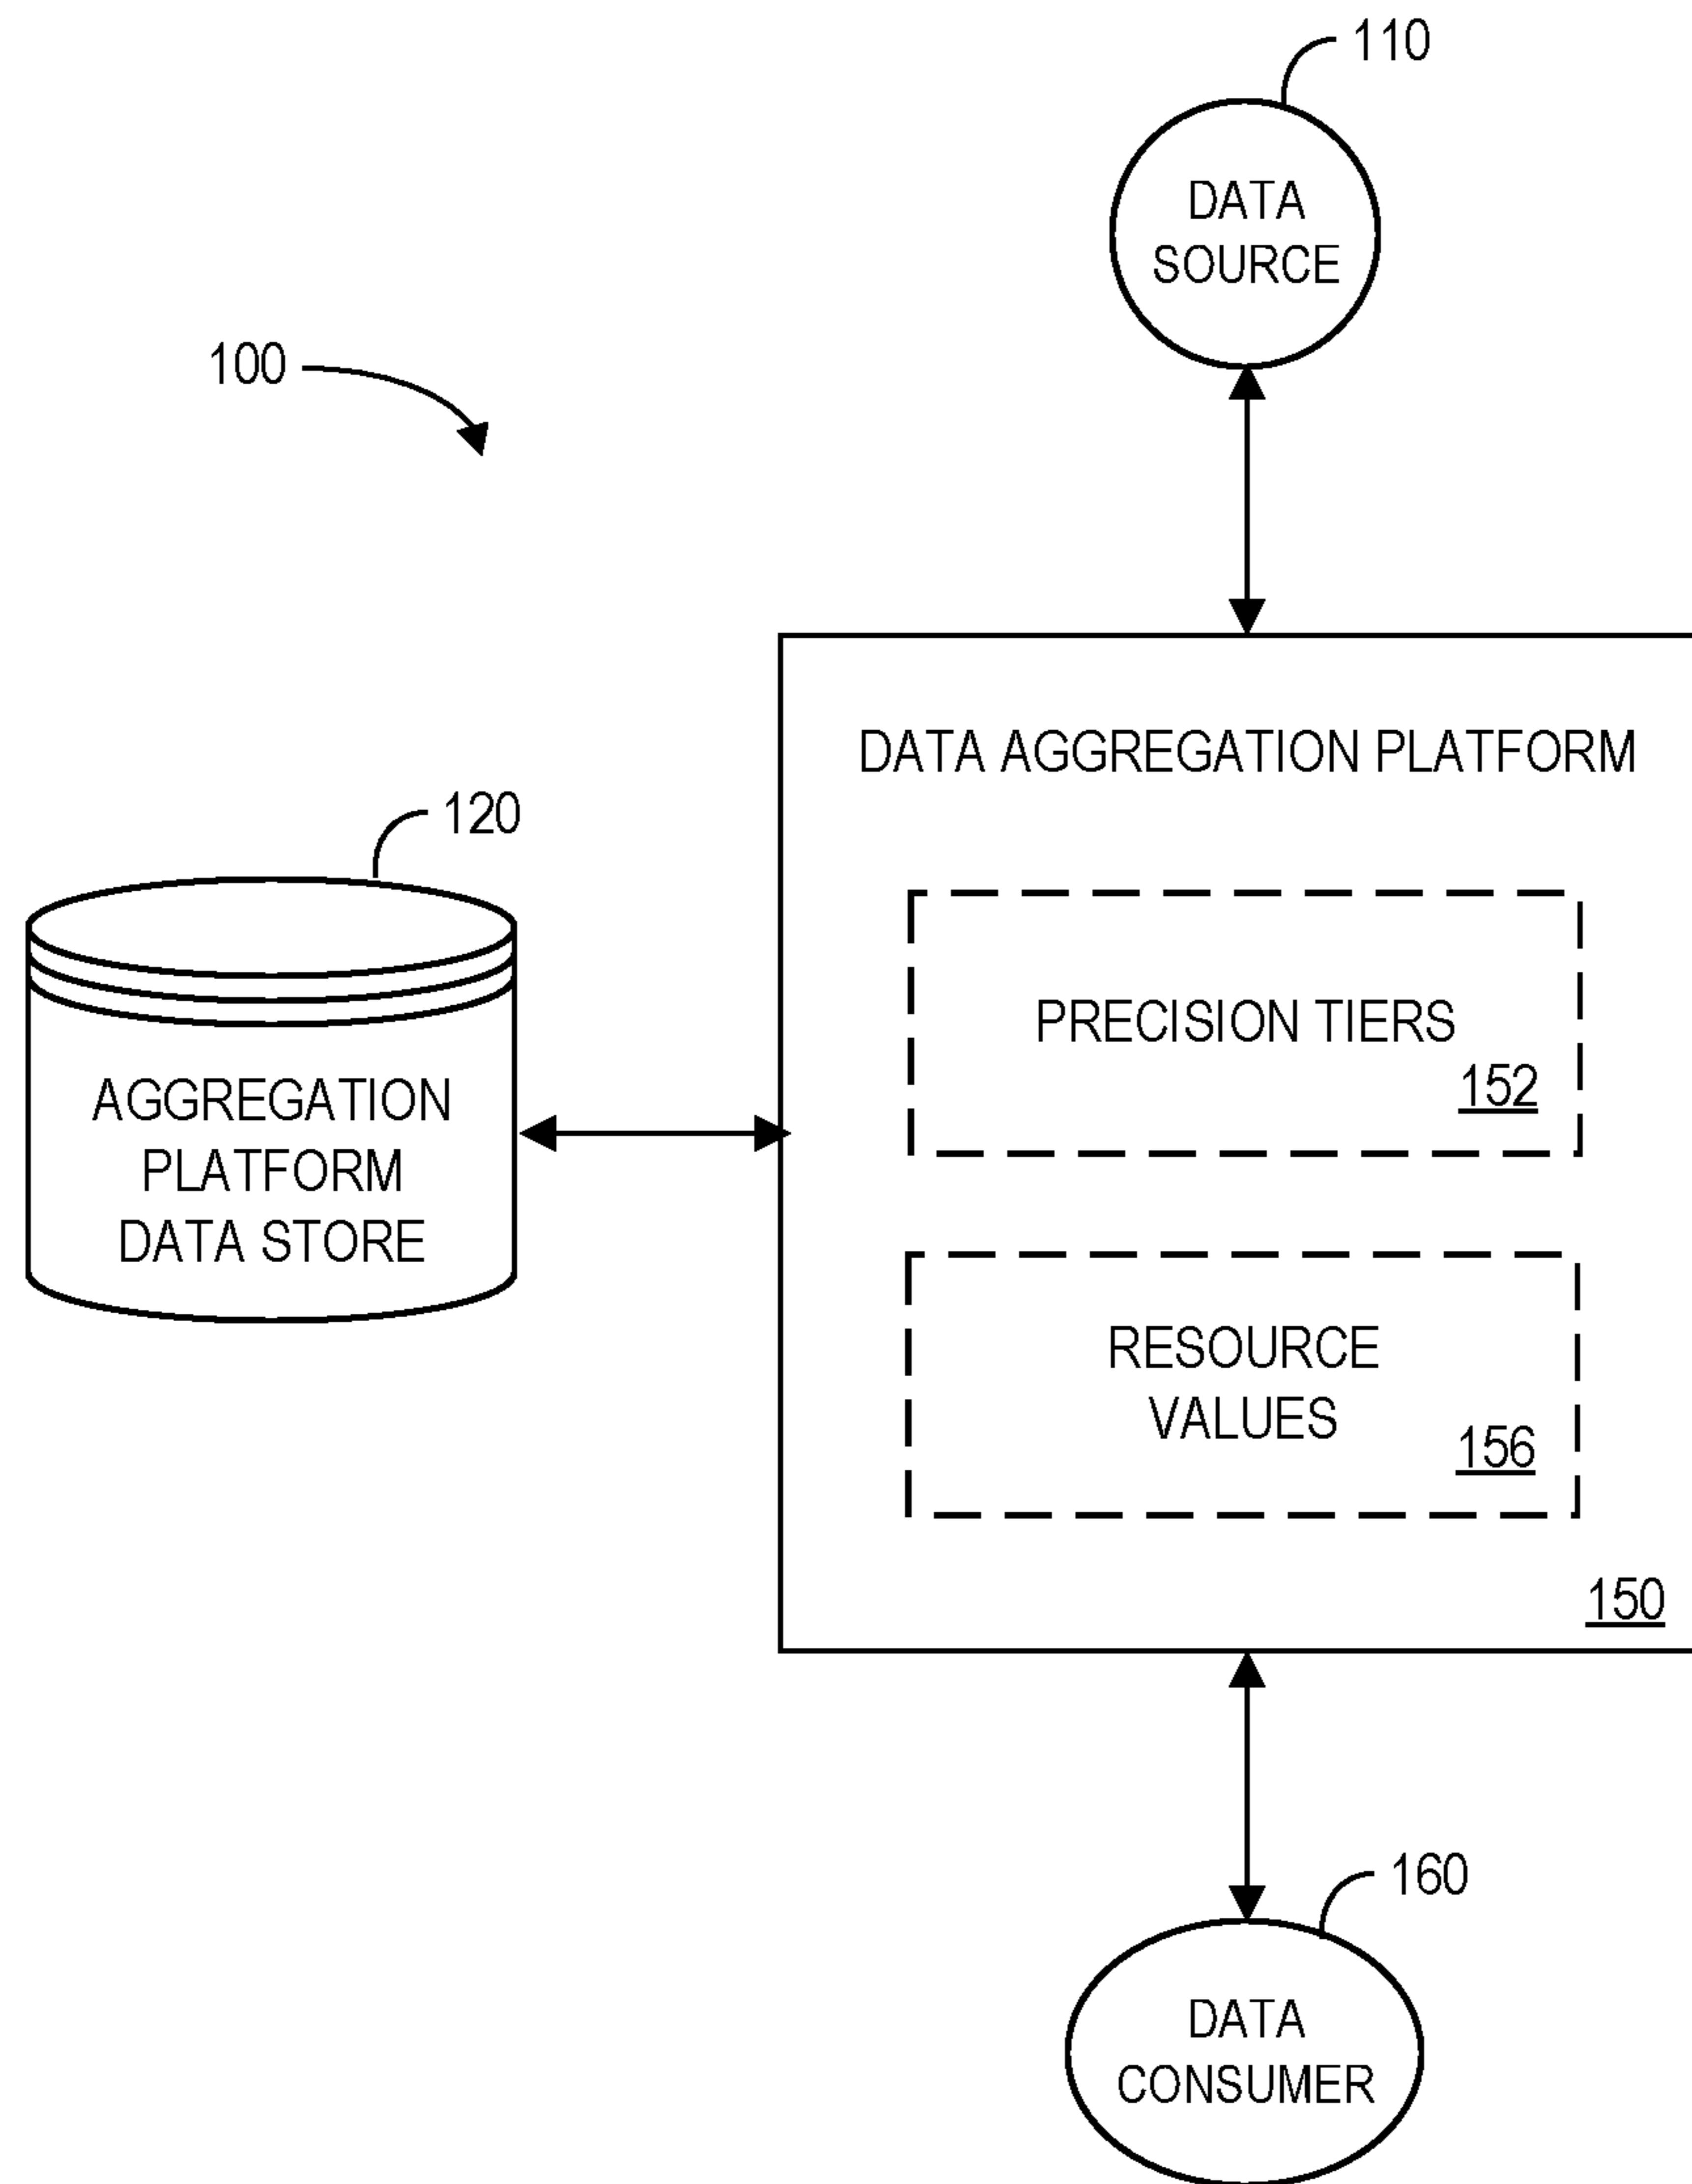 110
DATA
SOURCE
100
DATA AGGREGATION PLATFORM
120
PRECISION TIERS
152
AGGREGATION
PLATFORM
DATA STORE
RESOURCE
VALUES
156
150
160
DATA
CONSUMER